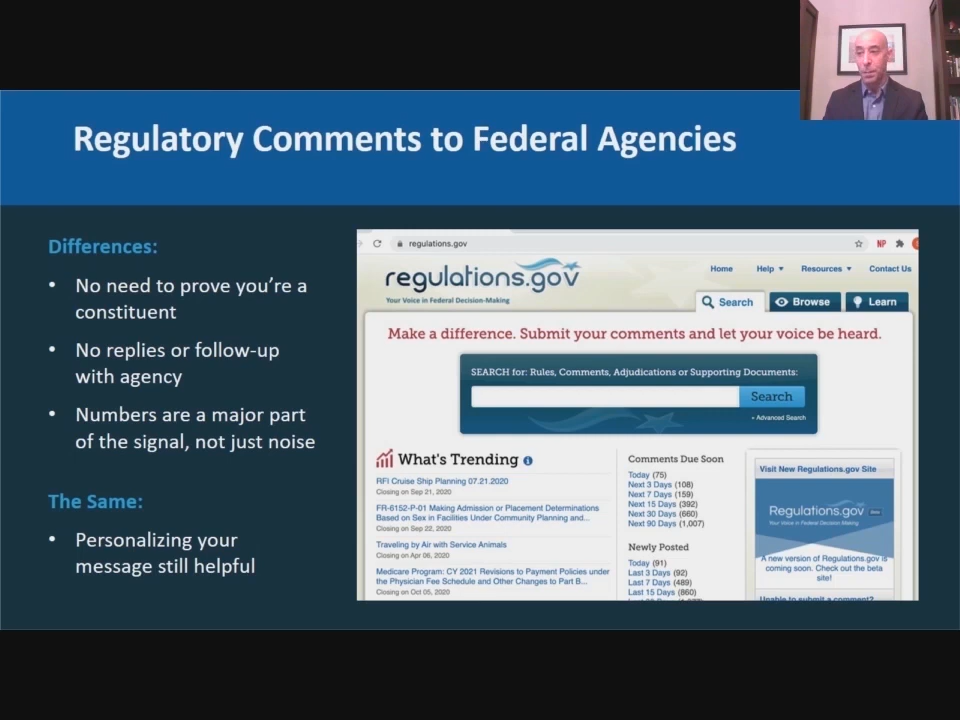 Regulatory Comments to Federal Agencies
Differences:
• No need to prove you're a
constituent
• No replies or follow-up
with agency
• Numbers are a major part
of the signal, not just noise
The Same:
• Personalizing your
message still helpful
regulations.gov
NP
regulations.gov
Your Voice in Federal Decision-Making
Home Help Resources Contact Us
Search Browse Learn
Make a difference. Submit your comments and let your voice be heard.
SEARCH for: Rules, Comments, Adjudications or Supporting Documents:
Search
» Advanced Search
What's Trending
RFI Cruise Ship Planning 07.21.2020
Closing on Sep 21, 2020
FR-6152-P-01 Making Admission or Placement Determinations
Based on Sex in Facilities Under Community Planning and...
Closing on Sep 22, 2020
Traveling by Air with Service Animals
Closing on Apr 06, 2020
Medicare Program: CY 2021 Revisions to Payment Policies under
the Physician Fee Schedule and Other Changes to Part B...
Closing on Oct 05, 2020
Comments Due Soon
Today (75)
Next 3 Days (108)
Next 7 Days (159)
Next 15 Days (392)
Next 30 Days (660)
Next 90 Days (1,007)
Newly Posted
Today (91)
Last 3 Days (92)
Last 7 Days (489)
Last 15 Days (860)
Visit New Regulations.gov Site
Regulations.gov Beta
Your Voice in Federal Decision Making
A new version of Regulations.gov is
coming soon. Check out the beta
site!
Unable to submit a comment?